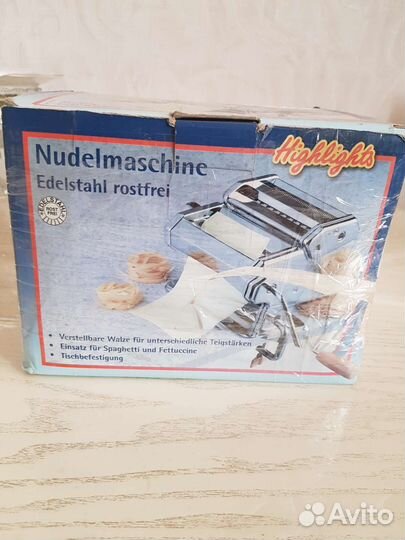 Highlights
Nudelmaschine
Edelstahl rostfrei
EDELSTAHL
ROST
FREI
• Verstellbare Walze für unterschiedliche Teigstärken
• Einsatz für Spaghetti und Fettuccine
• Tischbefestigung
Avito